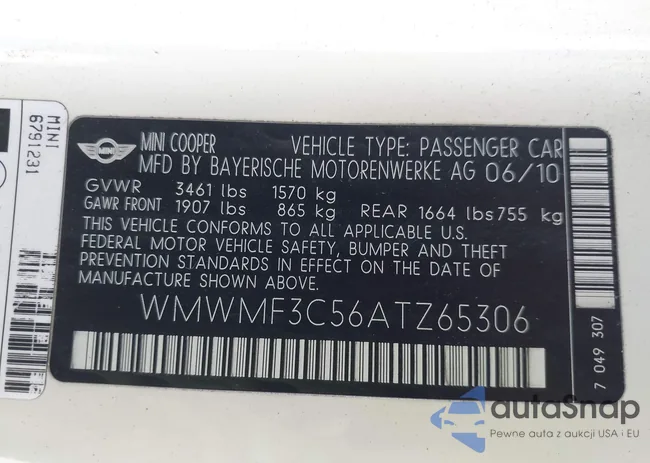 MINI
6791231
MINI
MINI COOPER
VEHICLE TYPE: PASSENGER CAR
MFD BY BAYERISCHE MOTORENWERKE AG 06/10
GVWR 3461 lbs 1570 kg
GAWR FRONT 1907 lbs 865 kg REAR 1664 lbs 755 kg
THIS VEHICLE CONFORMS TO ALL APPLICABLE U.S.
FEDERAL MOTOR VEHICLE SAFETY, BUMPER AND THEFT
PREVENTION STANDARDS IN EFFECT ON THE DATE OF
MANUFACTURE SHOWN ABOVE.
WMWMF3C56ATZ65306
7 049 307
autoSnap
Pewne auta z aukcji USA i EU